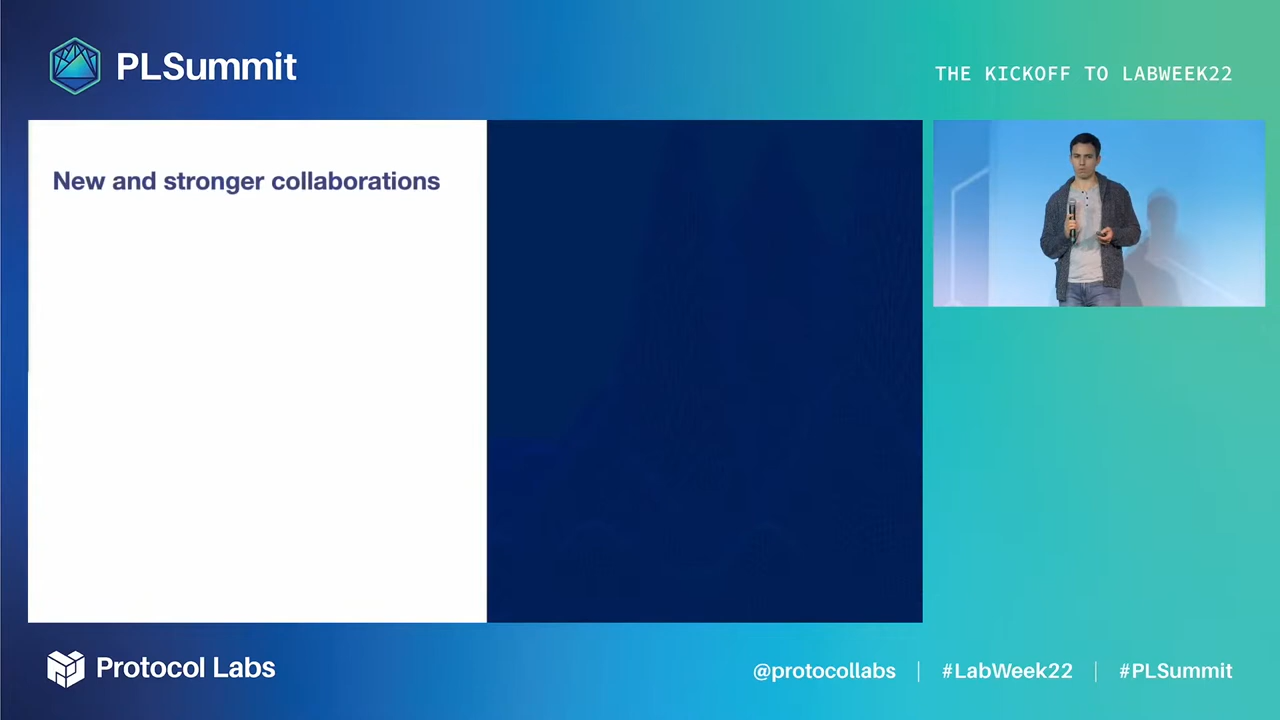 PLSummit
THE KICKOFF TO LABWEEK22
New and stronger collaborations
Protocol Labs
@protocollabs | #LabWeek22 | #PLSummit